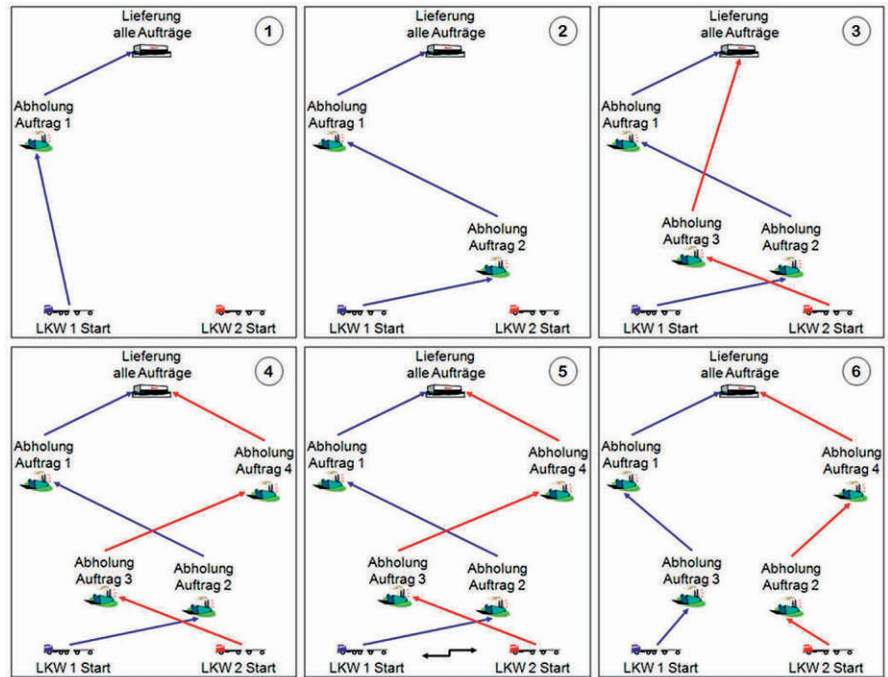 Lieferung
alle Aufträge
1
Abholung
Auftrag 1
LKW 1 Start
LKW 2 Start
Lieferung
alle Aufträge
2
Abholung
Auftrag 1
Abholung
Auftrag 2
LKW 1 Start
LKW 2 Start
Lieferung
alle Aufträge
3
Abholung
Auftrag 1
Abholung
Auftrag 3
Abholung
Auftrag 2
LKW 1 Start
LKW 2 Start
Lieferung
alle Aufträge
4
Abholung
Auftrag 1
Abholung
Auftrag 4
Abholung
Auftrag 3
Abholung
Auftrag 2
LKW 1 Start
LKW 2 Start
Lieferung
alle Aufträge
5
Abholung
Auftrag 1
Abholung
Auftrag 4
Abholung
Auftrag 3
Abholung
Auftrag 2
LKW 1 Start
LKW 2 Start
Lieferung
alle Aufträge
6
Abholung
Auftrag 1
Abholung
Auftrag 4
Abholung
Auftrag 3
Abholung
Auftrag 2
LKW 1 Start
LKW 2 Start